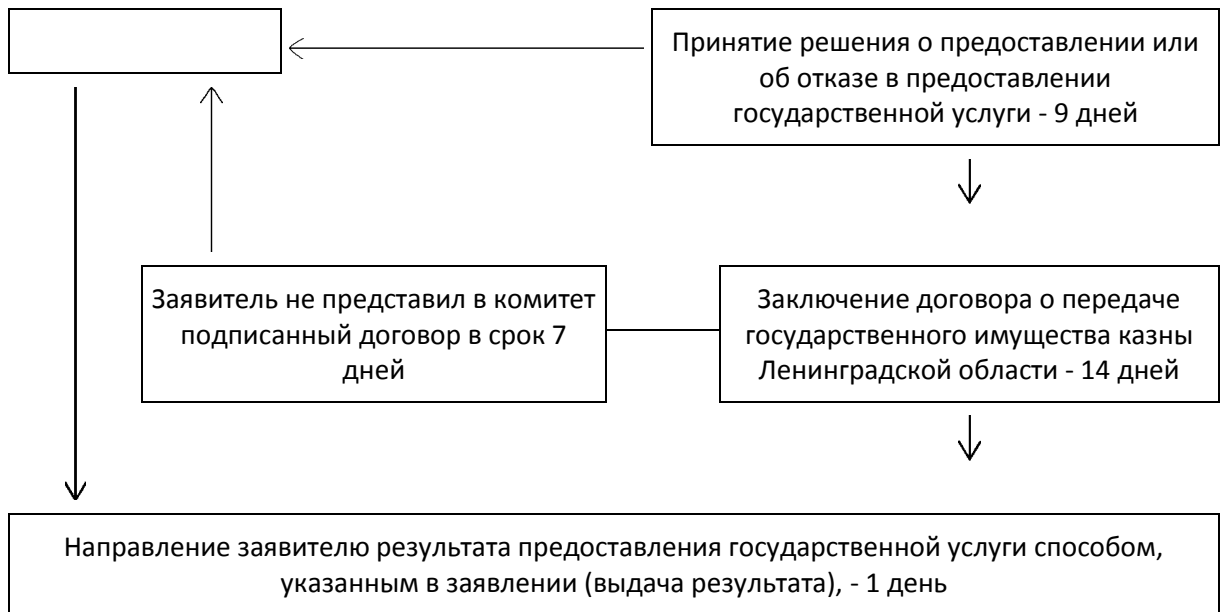 Принятие решения о предоставлении или
об отказе в предоставлении
государственной услуги - 9 дней
Заявитель не представил в комитет
подписанный договор в срок 7
дней
Заключение договора о передаче
государственного имущества казны
Ленинградской области - 14 дней
Направление заявителю результата предоставления государственной услуги способом,
указанным в заявлении (выдача результата), - 1 день